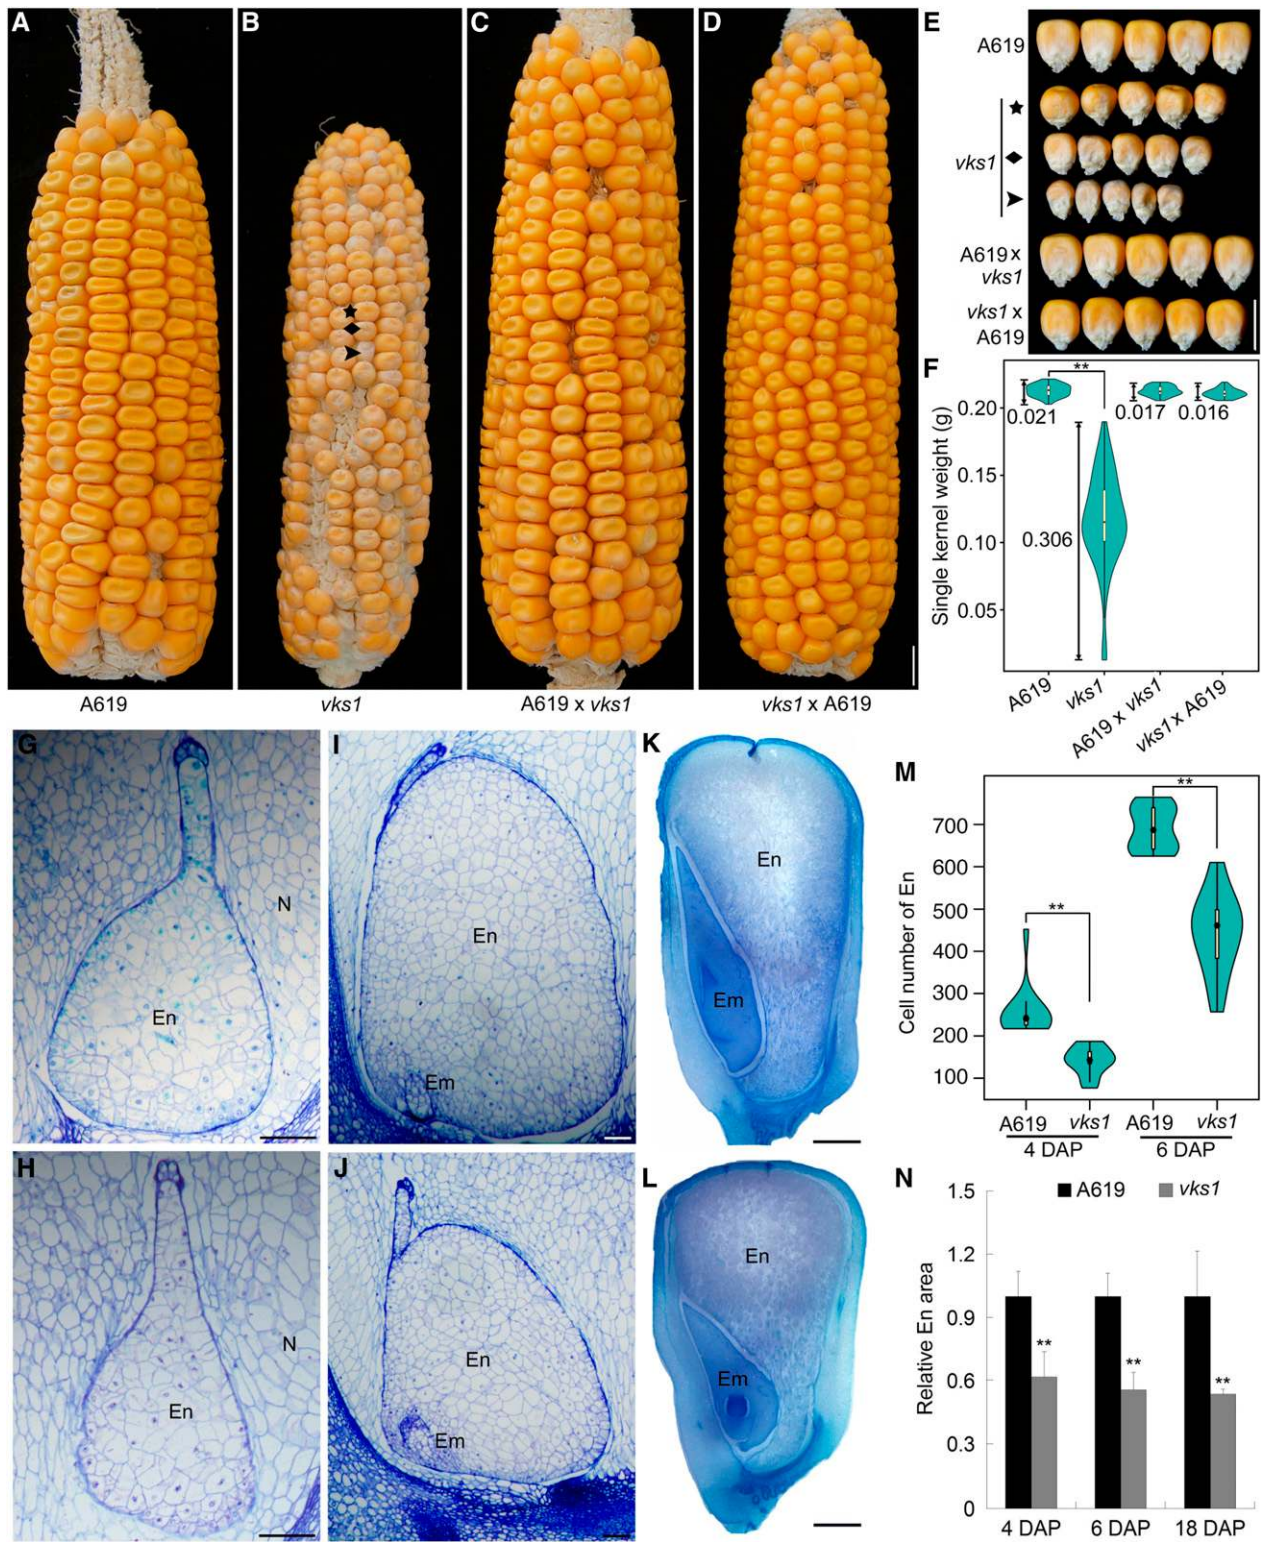 A
B
C
D
A619
vks1
A619 x vks1
vks1 x A619
E
A619
vks1
A619 x
vks1
vks1 x
A619
F
Single kernel weight (g)
0.20
0.15
0.10
0.05
0.021
**
0.306
0.017
0.016
A619
vks1
A619 x vks1
vks1 x A619
G
N
En
I
En
Em
K
En
Em
H
N
En
J
En
Em
L
En
Em
M
Cell number of En
700
600
500
400
300
200
100
**
**
A619
vks1
A619
vks1
4 DAP
6 DAP
N
A619
vks1
Relative En area
1.5
1.2
0.9
0.6
0.3
0
**
**
**
4 DAP
6 DAP
18 DAP